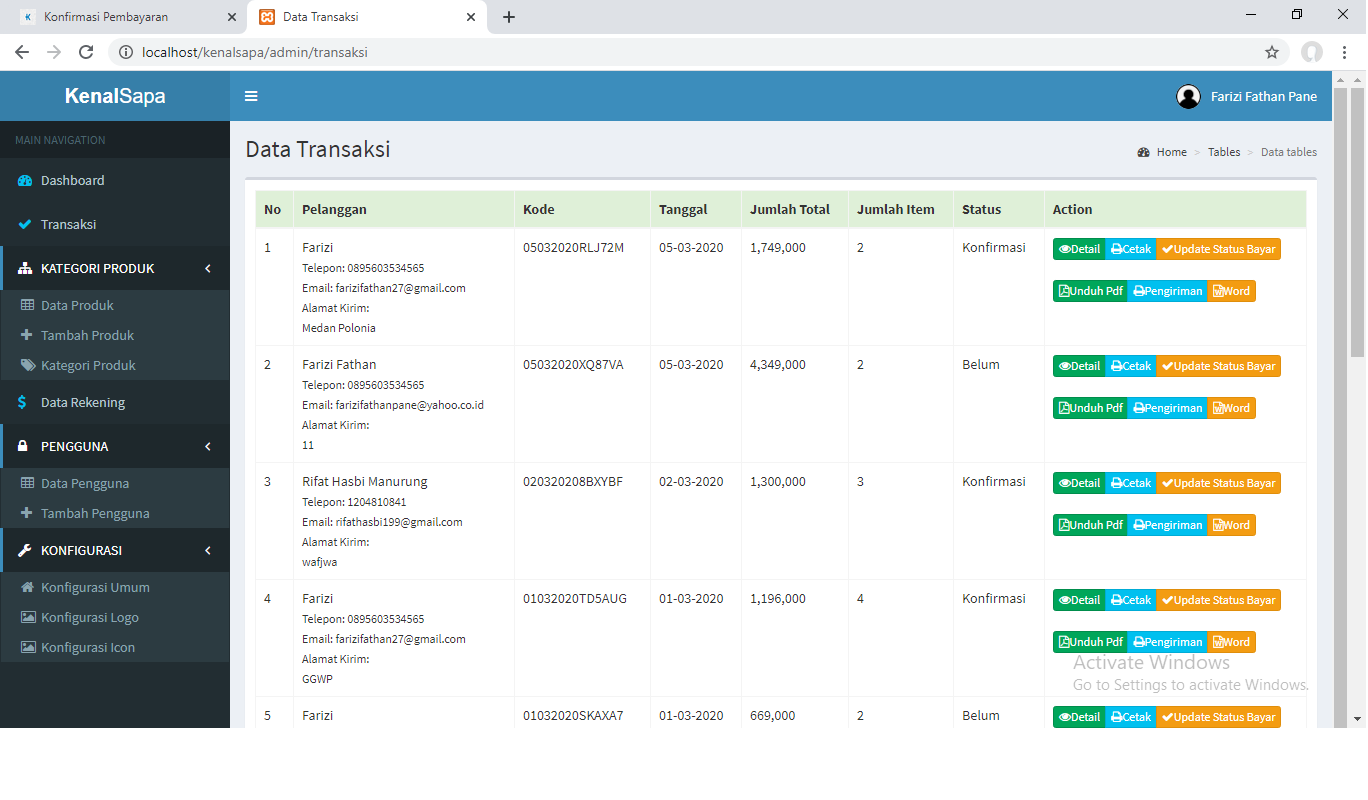 Konfirmasi Pembayaran
Data Transaksi
localhost/kenalsapa/admin/transaksi
KenalSapa
Farizi Fathan Pane
MAIN NAVIGATION
Dashboard
Transaksi
KATEGORI PRODUK
Data Produk
Tambah Produk
Kategori Produk
Data Rekening
PENGGUNA
Data Pengguna
Tambah Pengguna
KONFIGURASI
Konfigurasi Umum
Konfigurasi Logo
Konfigurasi Icon
Data Transaksi
Home > Tables > Data tables
No Pelanggan Kode Tanggal Jumlah Total Jumlah Item Status Action
1 Farizi 05032020RLJ72M 05-03-2020 1,749,000 2 Konfirmasi Detail Cetak Update Status Bayar
Telepon: 0895603534565
Email: farizifathan27@gmail.com
Unduh Pdf Pengiriman Word
Alamat Kirim:
Medan Polonia
2 Farizi Fathan 05032020XQ87VA 05-03-2020 4,349,000 2 Belum Detail Cetak Update Status Bayar
Telepon: 0895603534565
Email: farizifathanpane@yahoo.co.id
Unduh Pdf Pengiriman Word
Alamat Kirim:
11
3 Rifat Hasbi Manurung 020320208BXYBF 02-03-2020 1,300,000 3 Konfirmasi Detail Cetak Update Status Bayar
Telepon: 1204810841
Email: rifathasbi199@gmail.com
Unduh Pdf Pengiriman Word
Alamat Kirim:
wafjwa
4 Farizi 01032020TD5AUG 01-03-2020 1,196,000 4 Konfirmasi Detail Cetak Update Status Bayar
Telepon: 0895603534565
Email: farizifathan27@gmail.com
Unduh Pdf Pengiriman Word
Alamat Kirim:
GGWP
5 Farizi 01032020SKAXA7 01-03-2020 669,000 2 Belum Detail Cetak Update Status Bayar
Activate Windows
Go to Settings to activate Windows.